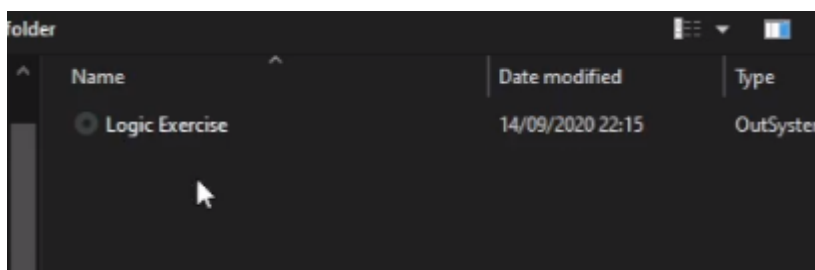 folder
Name Date modified Type
Logic Exercise 14/09/2020 22:15 OutSyster